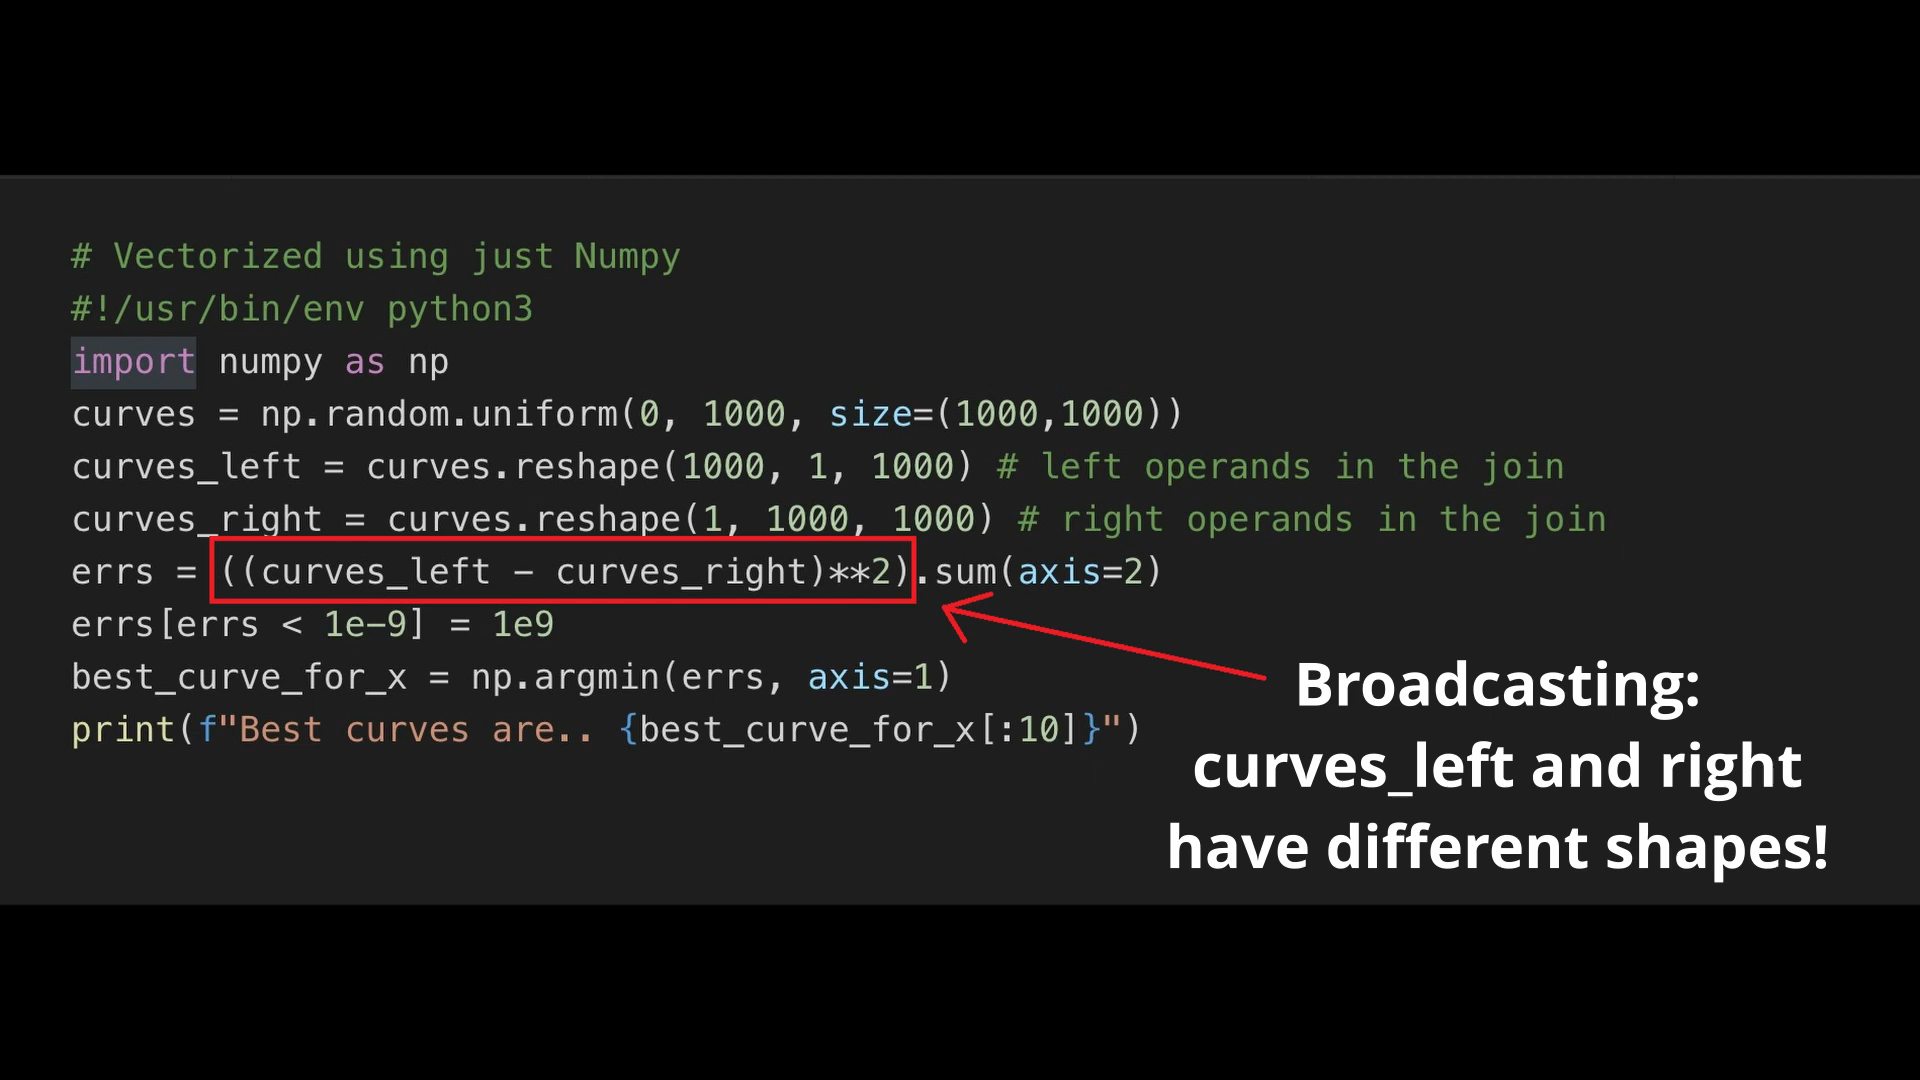 # Vectorized using just Numpy
#!/usr/bin/env python3
import numpy as np
curves = np.random.uniform(0, 1000, size=(1000,1000))
curves_left = curves.reshape(1000, 1, 1000) # left operands in the join
curves_right = curves.reshape(1, 1000, 1000) # right operands in the join
errs = ((curves_left - curves_right)**2).sum(axis=2)
errs[errs < 1e-9] = 1e9
best_curve_for_x = np.argmin(errs, axis=1)
print(f"Best curves are.. {best_curve_for_x[:10]}")
Broadcasting:
curves_left and right
have different shapes!